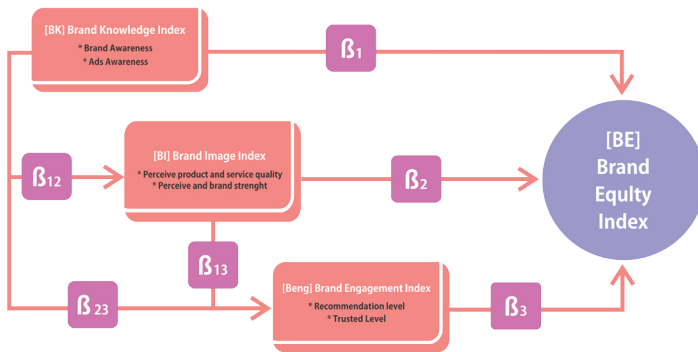 [BK] Brand Knowledge Index
* Brand Awareness
* Ads Awareness
ß1
[BE]
Brand
Equlty
Index
[BI] Brand Image Index
* Perceive product and service quality
* Perceive and brand strenght
ß12
ß2
ß13
[Beng] Brand Engagement Index
* Recommendation level
* Trusted Level
ß23
ß3